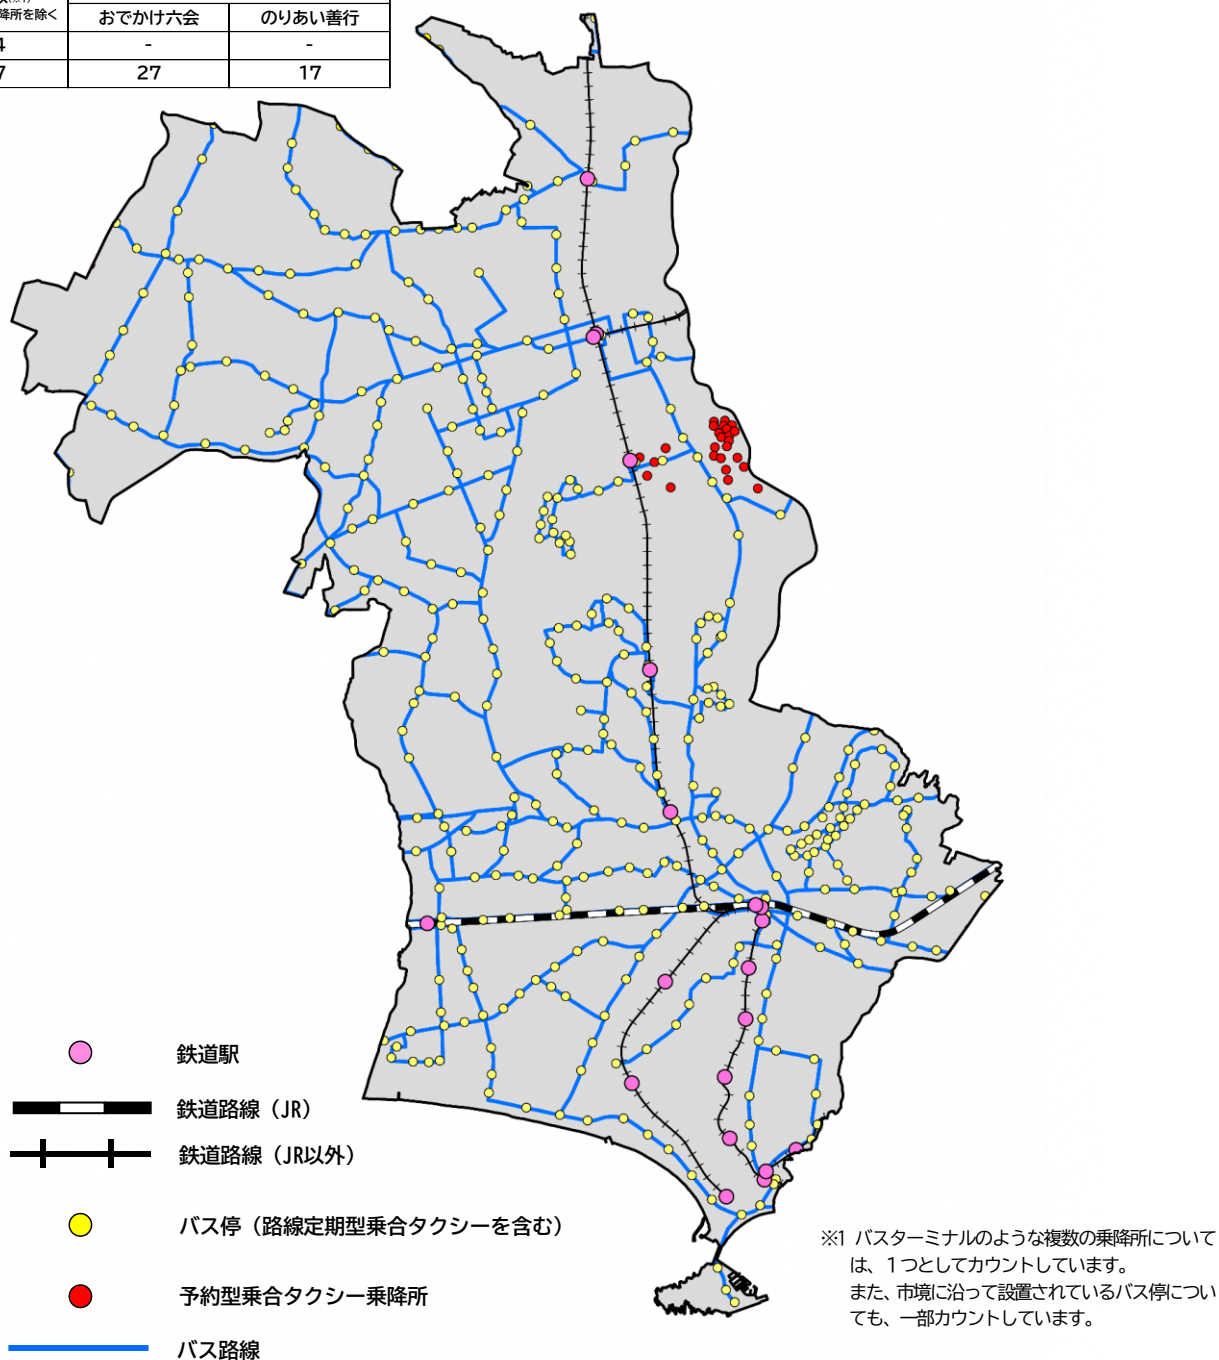 降所を除く
おでかけ六会 のりあい善行
4 - -
7 27 17
鉄道駅
鉄道路線（JR）
鉄道路線（JR以外）
バス停（路線定期型乗合タクシーを含む）
予約型乗合タクシー乗降所
バス路線
※1 バスターミナルのような複数の乗降所について
は、１つとしてカウントしています。
また、市境に沿って設置されているバス停につい
ても、一部カウントしています。